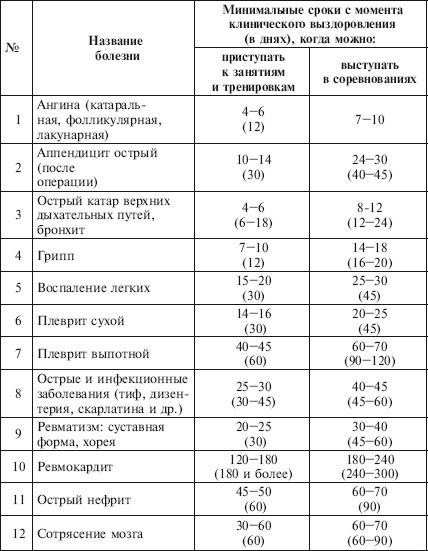 №
Название
болезни
Минимальные сроки с момента
клинического выздоровления
(в днях), когда можно:
приступать
к занятиям
и тренировкам
выступать
в соревнованиях
1
Ангина (катараль-
ная, фолликулярная,
лакунарная)
4—6
(12)
7—10
2
Аппендицит острый
(после
операции)
10—14
(30)
24—30
(40—45)
3
Острый катар верхних
дыхательных путей,
бронхит
4—6
(6—18)
8-12
(12—24)
4
Грипп
7—10
(12)
14—18
(16—20)
5
Воспаление легких
15—20
(30)
25—30
(45)
6
Плеврит сухой
14—16
(30)
20—25
(45)
7
Плеврит выпотной
40—45
(60)
60—70
(90—120)
8
Острые и инфекционные
заболевания (тиф, дизен-
терия, скарлатина и др.)
25—30
(30—45)
40—45
(45—60)
9
Ревматизм: суставная
форма, хорея
20—25
(30)
30—40
(45—60)
10
Ревмокардит
120—180
(180 и более)
180—240
(240—300)
11
Острый нефрит
45—50
(60)
60—70
(90)
12
Сотрясение мозга
30—60
(60)
60—70
(60—90)